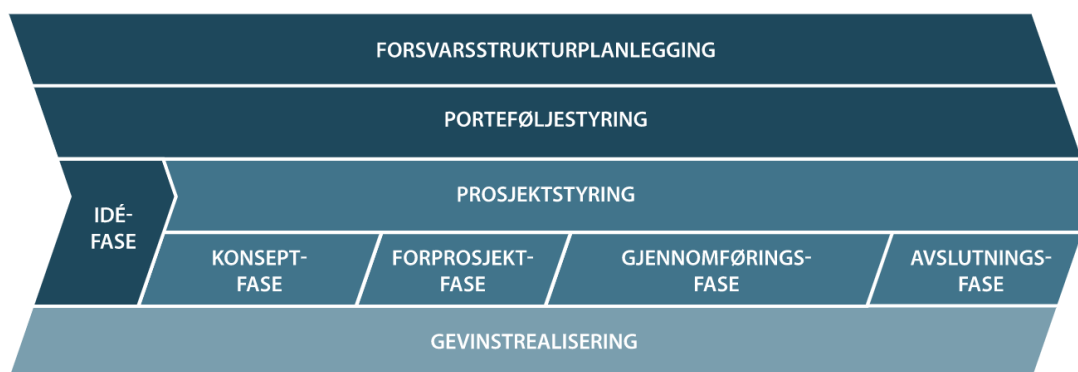 FORSVARSSTRUKTURPLANLEGGING
PORTEFØLJESTYRING
PROSJEKTSTYRING
IDÉ-
FASE
KONSEPT-
FASE
FORPROSJEKT-
FASE
GJENNOMFØRINGS-
FASE
AVSLUTNINGS-
FASE
GEVINSTREALISERING